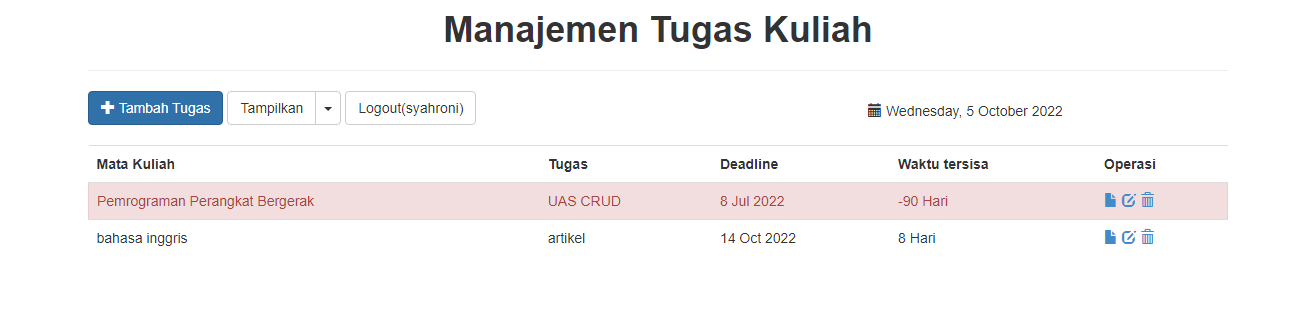 Manajemen Tugas Kuliah
Tambah Tugas Tampilkan Logout(syahroni) Wednesday, 5 October 2022
Mata Kuliah Tugas Deadline Waktu tersisa Operasi
Pemrograman Perangkat Bergerak UAS CRUD 8 Jul 2022 -90 Hari
bahasa inggris artikel 14 Oct 2022 8 Hari